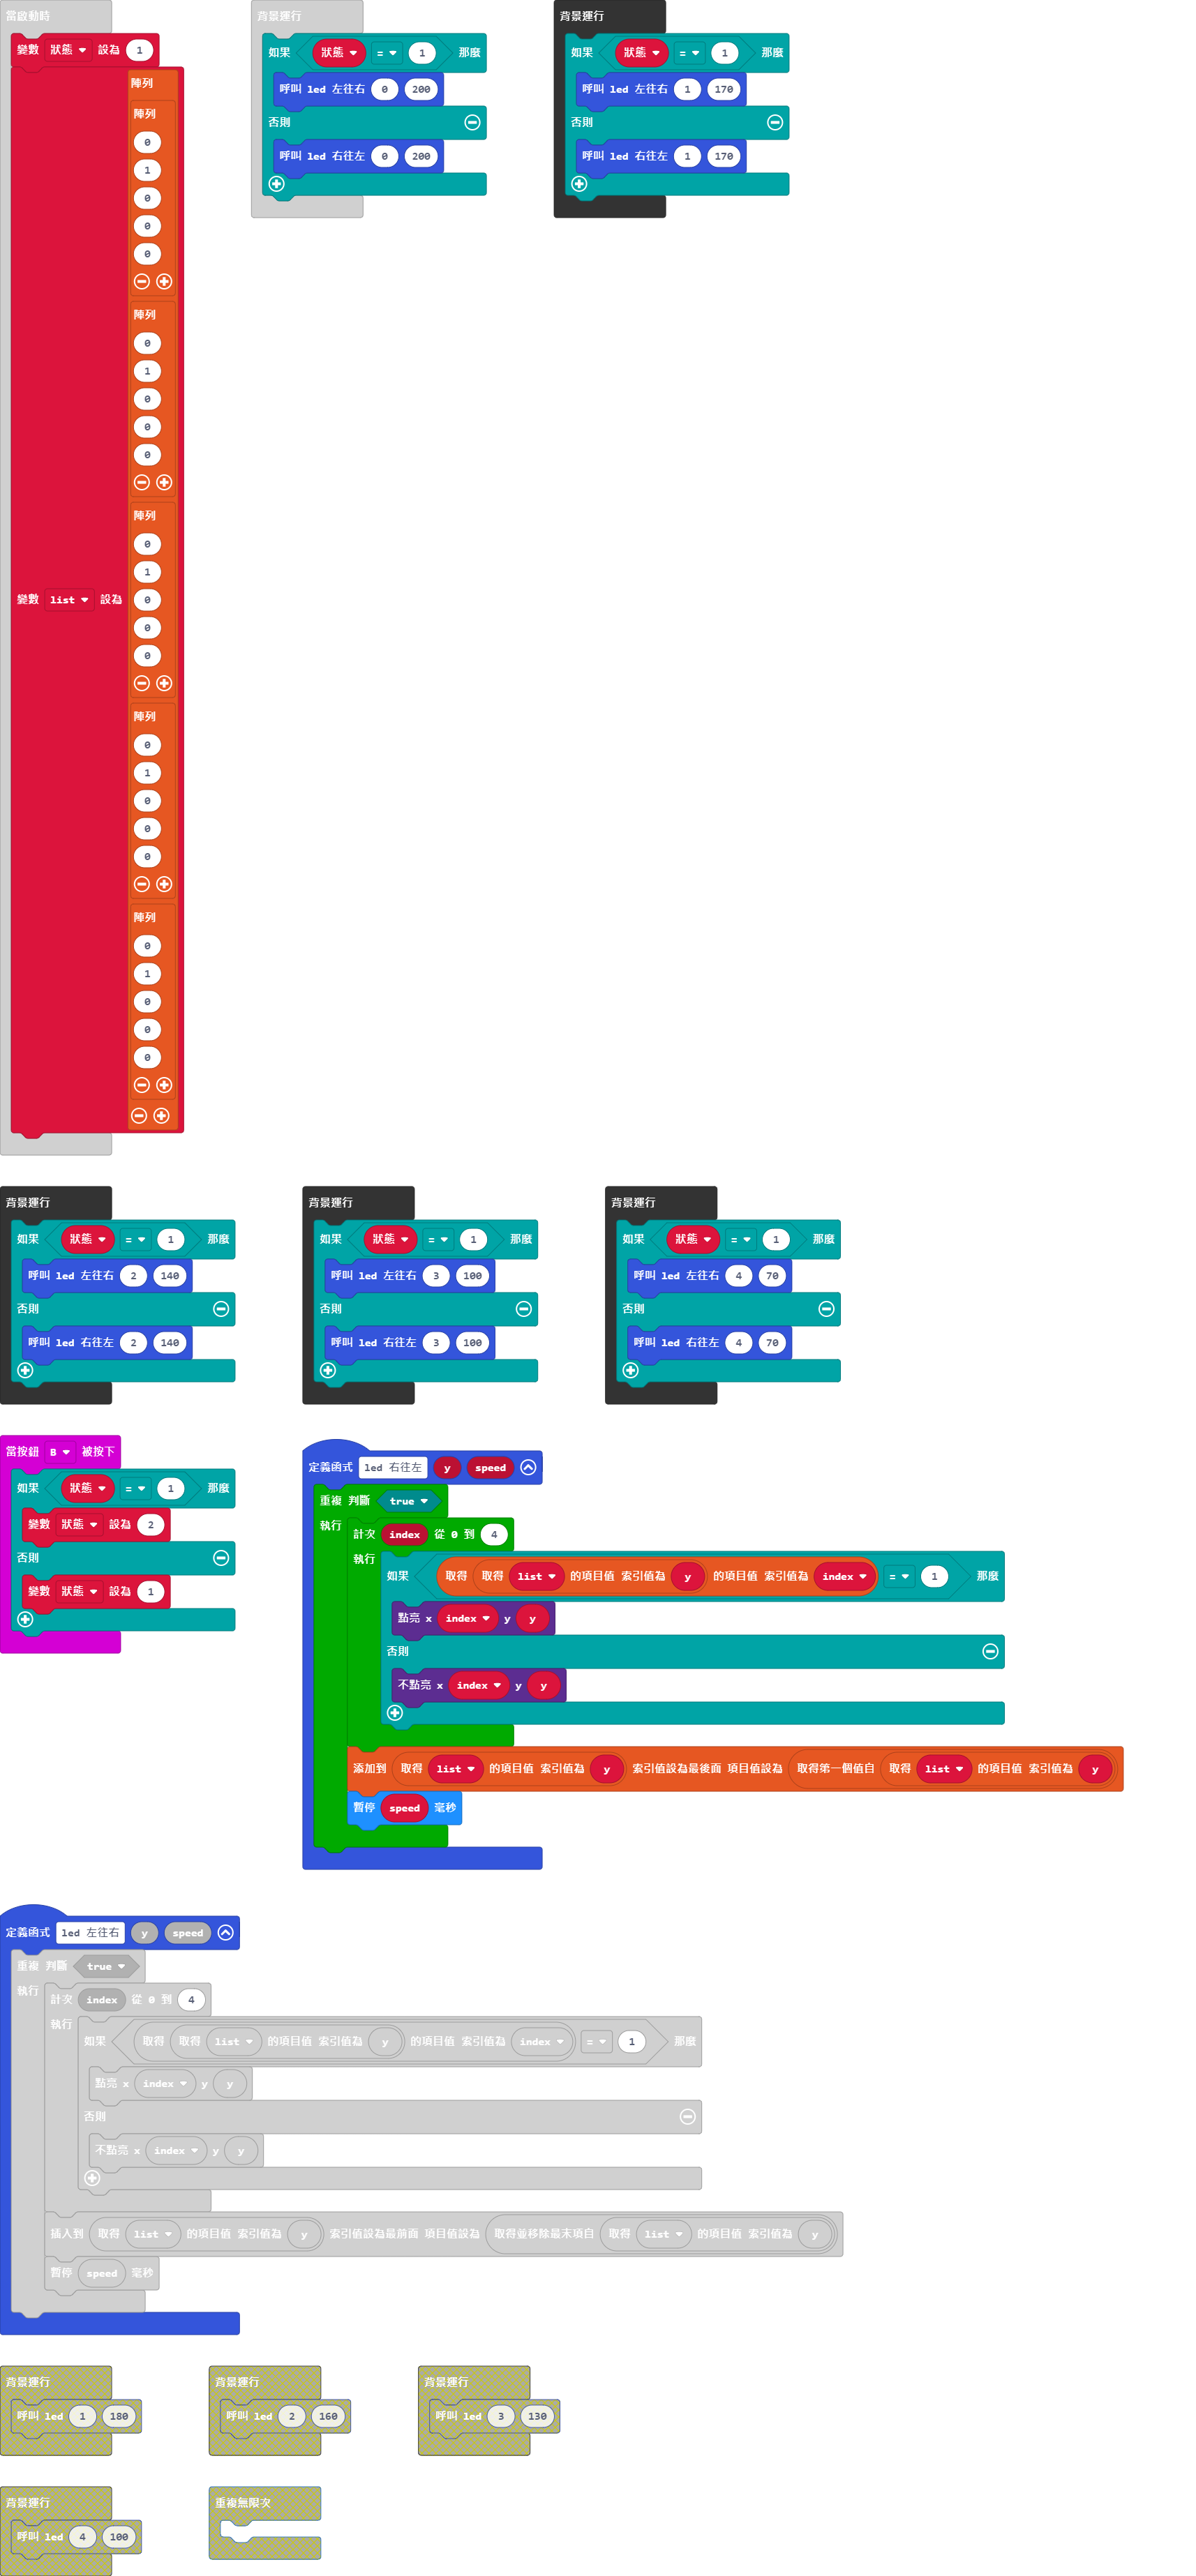 當啟動時
變數 狀態 設為 1
變數 list 設為
陣列
陣列
0
1
0
0
0
陣列
0
1
0
0
0
陣列
0
1
0
0
0
陣列
0
1
0
0
0
陣列
0
1
0
0
0
背景運行
如果 狀態 = 1 那麼
呼叫 led 左往右 0 200
否則
呼叫 led 右往左 0 200
背景運行
如果 狀態 = 1 那麼
呼叫 led 左往右 1 170
否則
呼叫 led 右往左 1 170
背景運行
如果 狀態 = 1 那麼
呼叫 led 左往右 2 140
否則
呼叫 led 右往左 2 140
背景運行
如果 狀態 = 1 那麼
呼叫 led 左往右 3 100
否則
呼叫 led 右往左 3 100
背景運行
如果 狀態 = 1 那麼
呼叫 led 左往右 4 70
否則
呼叫 led 右往左 4 70
當按鈕 B 被按下
如果 狀態 = 1 那麼
變數 狀態 設為 2
否則
變數 狀態 設為 1
定義函式 led 右往左 y speed
重複 判斷 true
執行
計次 index 從 0 到 4
執行
如果 取得 取得 list 的項目值 索引值為 y 的項目值 索引值為 index = 1 那麼
點亮 x index y y
否則
不點亮 x index y y
添加到 取得 list 的項目值 索引值為 y 索引值設為最後面 項目值設為 取得第一個值自 取得 list 的項目值 索引值為 y
暫停 speed 毫秒
定義函式 led 左往右 y speed
重複 判斷 true
執行
計次 index 從 0 到 4
執行
如果 取得 取得 list 的項目值 索引值為 y 的項目值 索引值為 index = 1 那麼
點亮 x index y y
否則
不點亮 x index y y
插入到 取得 list 的項目值 索引值為 y 索引值設為最前面 項目值設為 取得並移除最末項自 取得 list 的項目值 索引值為 y
暫停 speed 毫秒
背景運行
呼叫 led 1 180
背景運行
呼叫 led 2 160
背景運行
呼叫 led 3 130
背景運行
呼叫 led 4 100
重複無限次